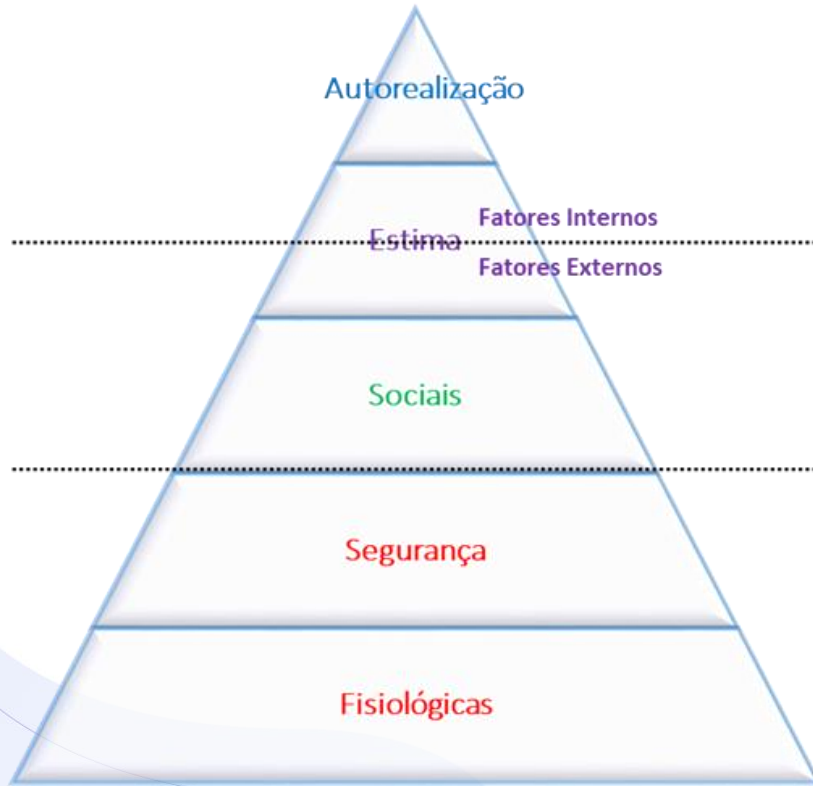 Autorealização
Fatores Internos
Estima
Fatores Externos
Sociais
Segurança
Fisiológicas